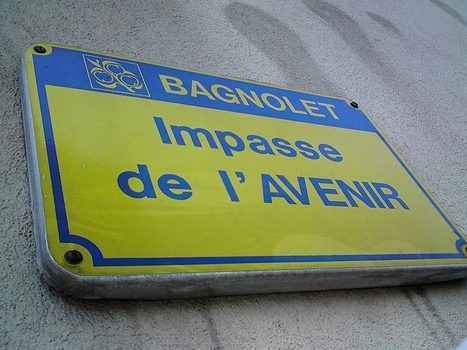 BAGNOLET
Impasse
de l'AVENIR